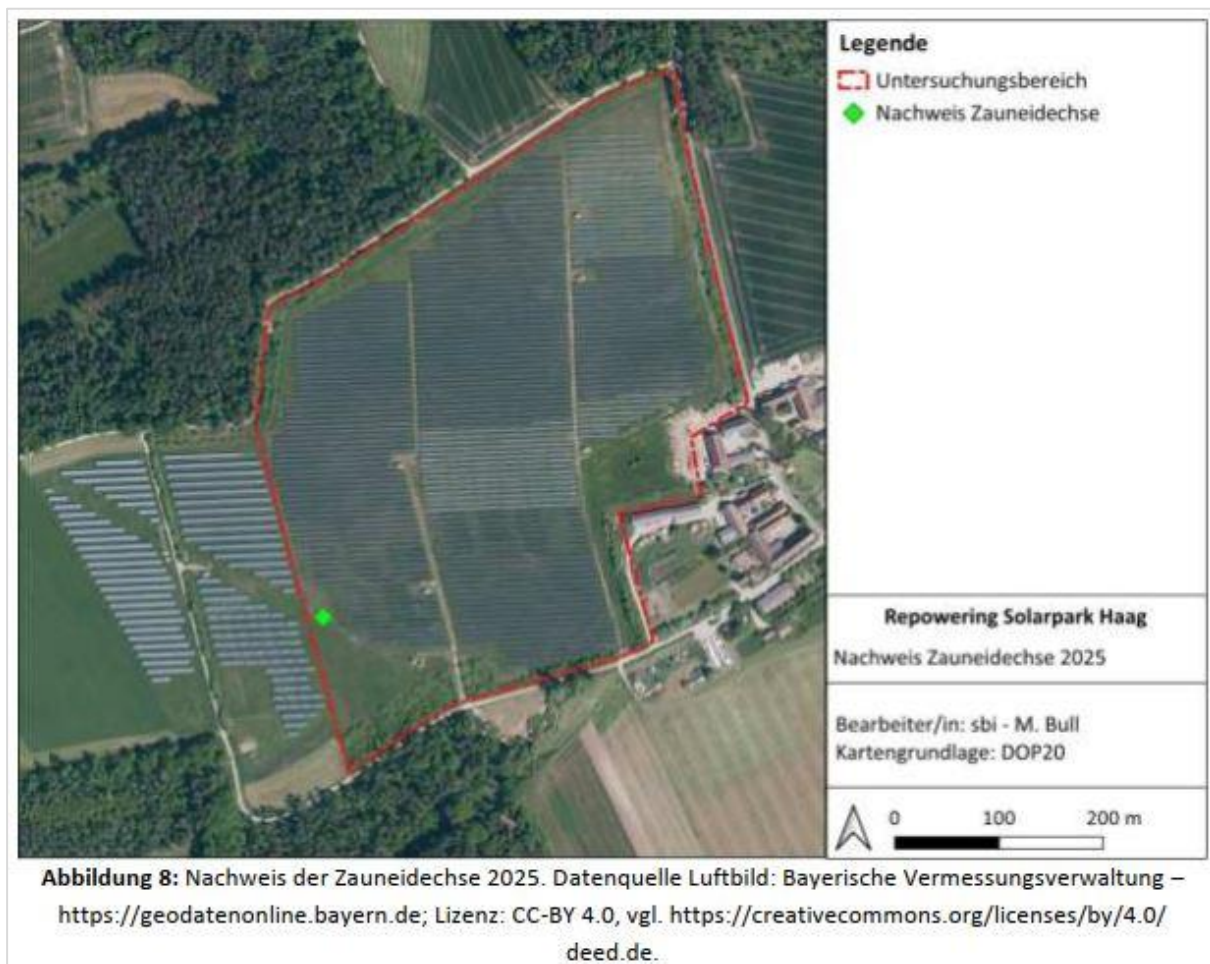 Legende
Untersuchungsbereich
Nachweis Zauneidechse
Repowering Solarpark Haag
Nachweis Zauneidechse 2025
Bearbeiter/in: sbi - M. Bull
Kartengrundlage: DOP20
0 100 200 m
Abbildung 8: Nachweis der Zauneidechse 2025. Datenquelle Luftbild: Bayerische Vermessungsverwaltung –
https://geodatenonline.bayern.de; Lizenz: CC-BY 4.0, vgl. https://creativecommons.org/licenses/by/4.0/
deed.de.